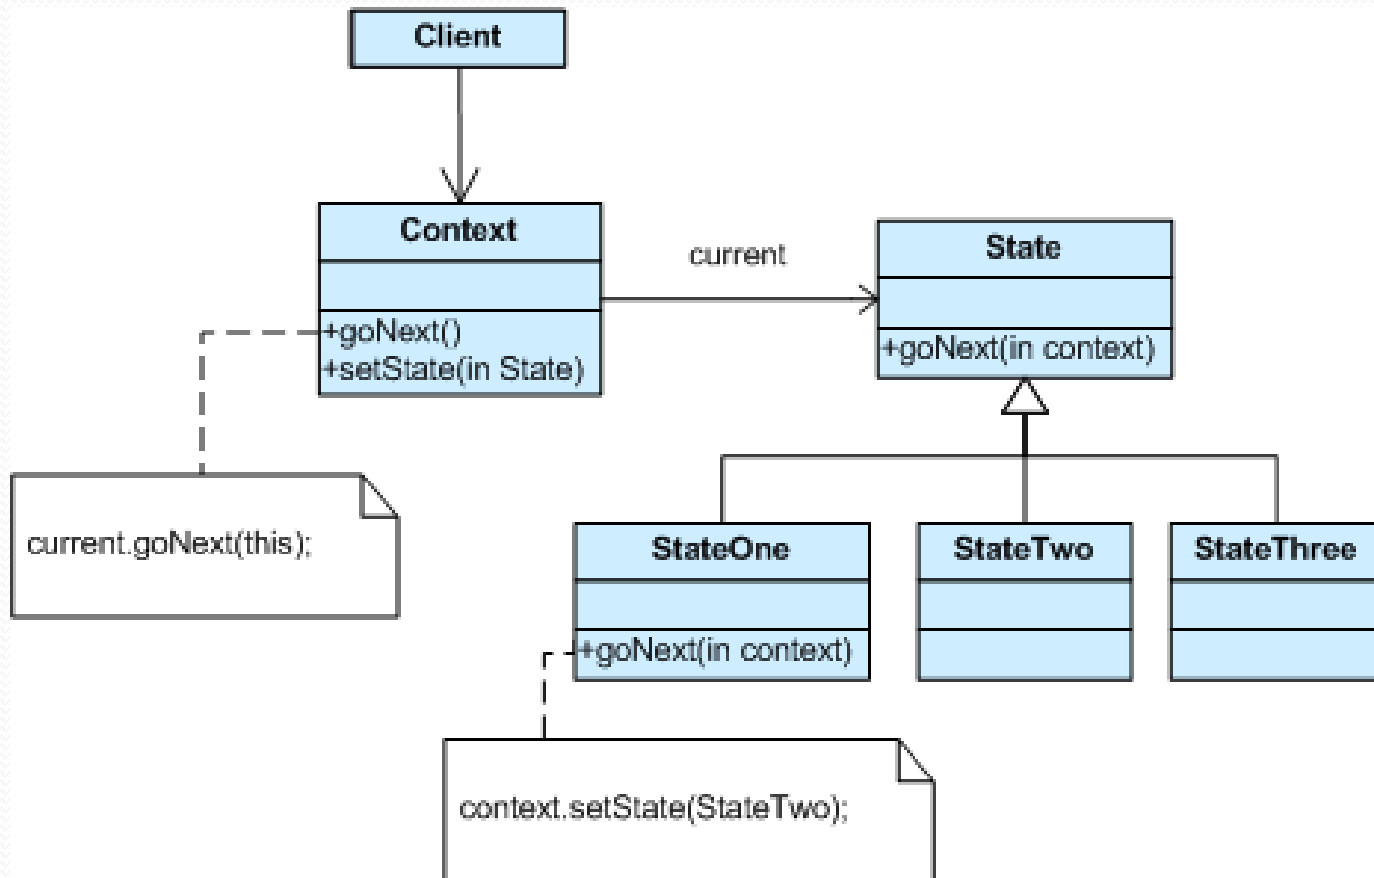 Client
Context
+goNext()
+setState(in State)
current
State
+goNext(in context)
current.goNext(this);
StateOne
+goNext(in context)
StateTwo
StateThree
context.setState(StateTwo);